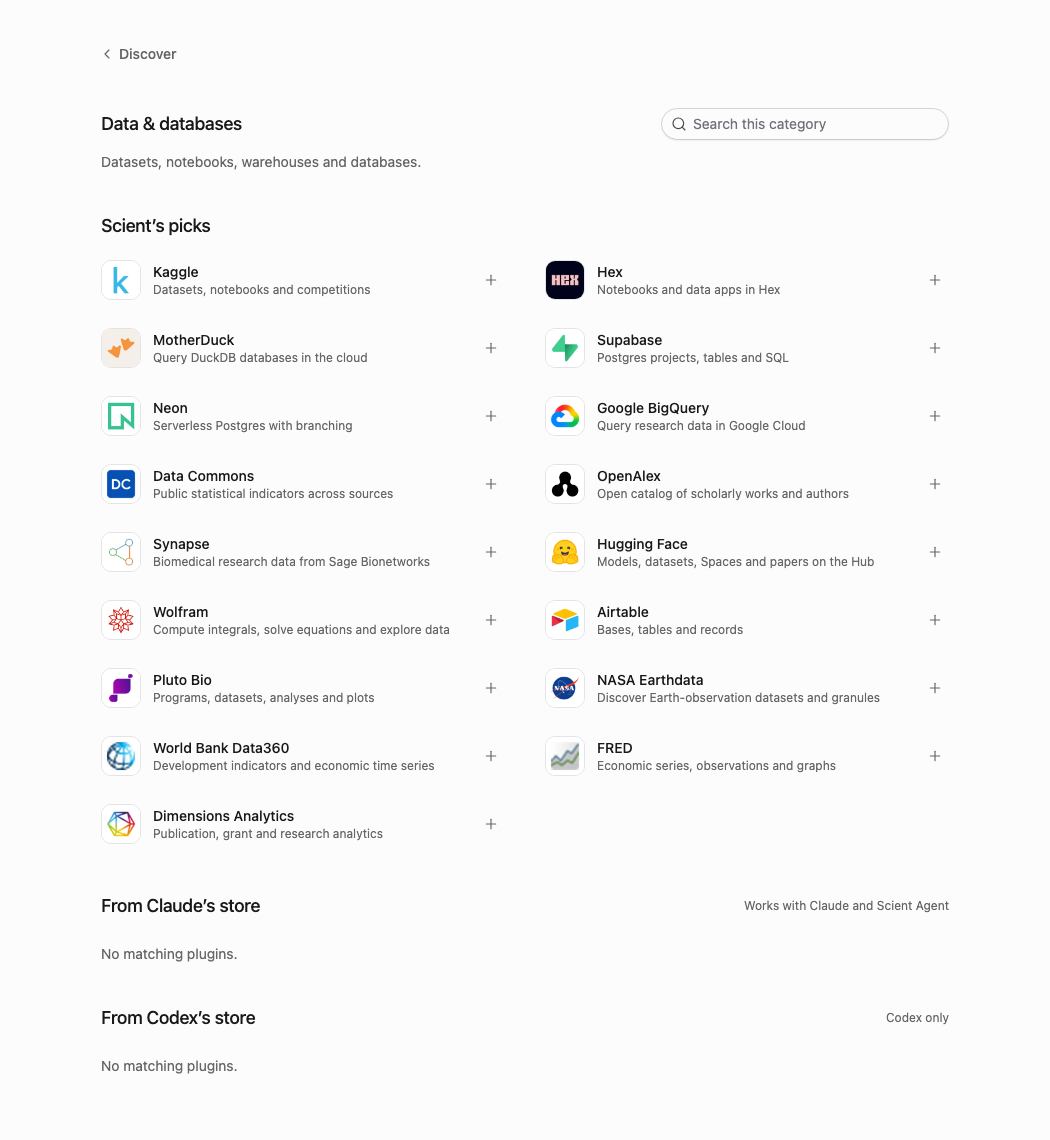 Discover
Data & databases
Search this category
Datasets, notebooks, warehouses and databases.
Scient's picks
k
Kaggle
Datasets, notebooks and competitions
HEX
Hex
Notebooks and data apps in Hex
MotherDuck
Query DuckDB databases in the cloud
Supabase
Postgres projects, tables and SQL
Neon
Serverless Postgres with branching
Google BigQuery
Query research data in Google Cloud
DC
Data Commons
Public statistical indicators across sources
OpenAlex
Open catalog of scholarly works and authors
Synapse
Biomedical research data from Sage Bionetworks
Hugging Face
Models, datasets, Spaces and papers on the Hub
Wolfram
Compute integrals, solve equations and explore data
Airtable
Bases, tables and records
Pluto Bio
Programs, datasets, analyses and plots
NASA
NASA Earthdata
Discover Earth-observation datasets and granules
World Bank Data360
Development indicators and economic time series
FRED
Economic series, observations and graphs
Dimensions Analytics
Publication, grant and research analytics
From Claude's store
Works with Claude and Scient Agent
No matching plugins.
From Codex's store
Codex only
No matching plugins.